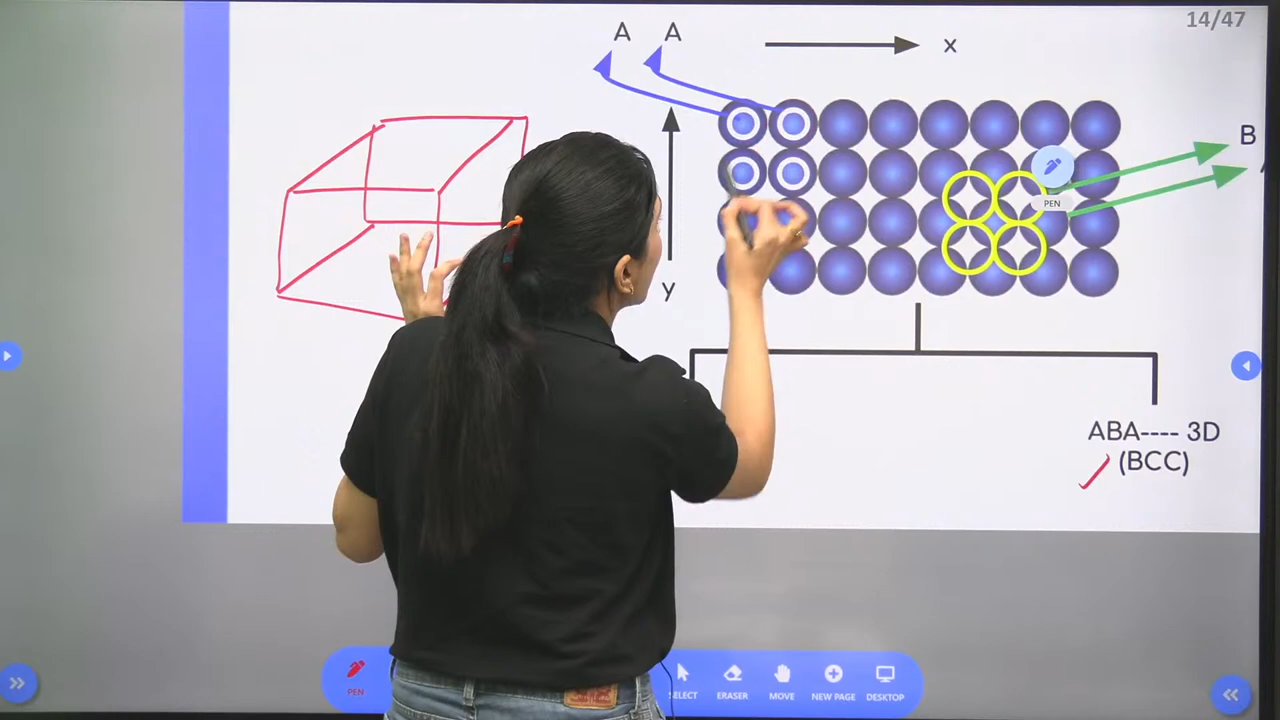 14/47
A A
x
B
PEN
y
ABA---- 3D
(BCC)
PEN
SELECT
ERASER
MOVE
NEW PAGE
DESKTOP